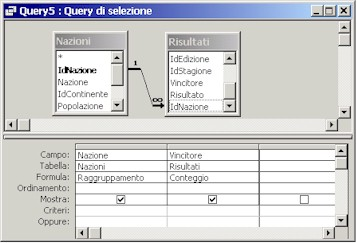 Query5 : Query di selezione
Nazioni
*
IdNazione
Nazione
IdContinente
Popolazione
1
∞
Risultati
IdEdizione
IdStagione
Vincitore
Risultato
IdNazione
Campo: Nazione Vincitore
Tabella: Nazioni Risultati
Formula: Raggruppamento Conteggio
Ordinamento:
Mostra:
Criteri:
Oppure: